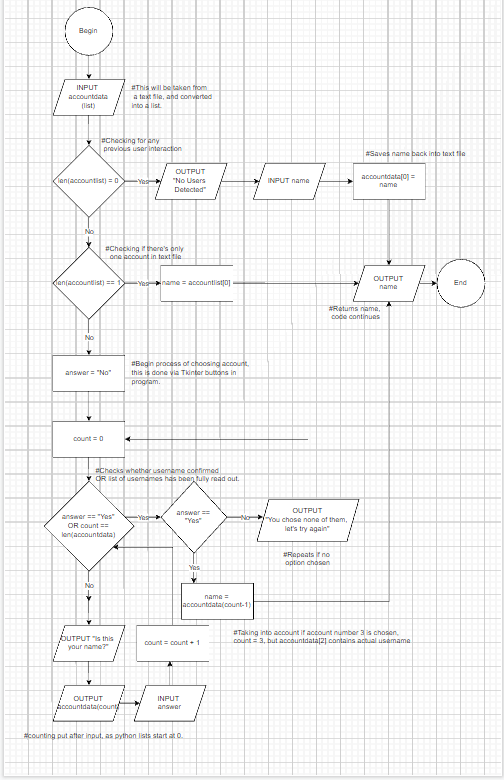 Begin
INPUT
accountdata
(list)
#This will be taken from
a text file, and converted
into a list.
#Checking for any
previous user interaction
#Saves name back into text file
len(accountlist) = 0
Yes
OUTPUT
"No Users
Detected"
INPUT name
accountdata[0] =
name
No
#Checking if there's only
one account in text file
len(accountlist) == 1
Yes
name = accountlist[0]
OUTPUT
name
End
#Returns name,
code continues
No
answer = "No"
#Begin process of choosing account,
this is done via Tkinter buttons in
program.
count = 0
#Checks whether username confirmed
OR list of usernames has been fully read out.
answer == "Yes"
OR count ==
len(accountdata)
Yes
answer ==
"Yes"
No
OUTPUT
"You chose none of them,
let's try again"
#Repeats if no
option chosen
Yes
No
name =
accountdata(count-1)
OUTPUT "Is this
your name?"
count = count + 1
#Taking into account if account number 3 is chosen,
count = 3, but accountdata[2] contains actual username
OUTPUT
accountdata(count)
INPUT
answer
#counting put after input, as python lists start at 0.